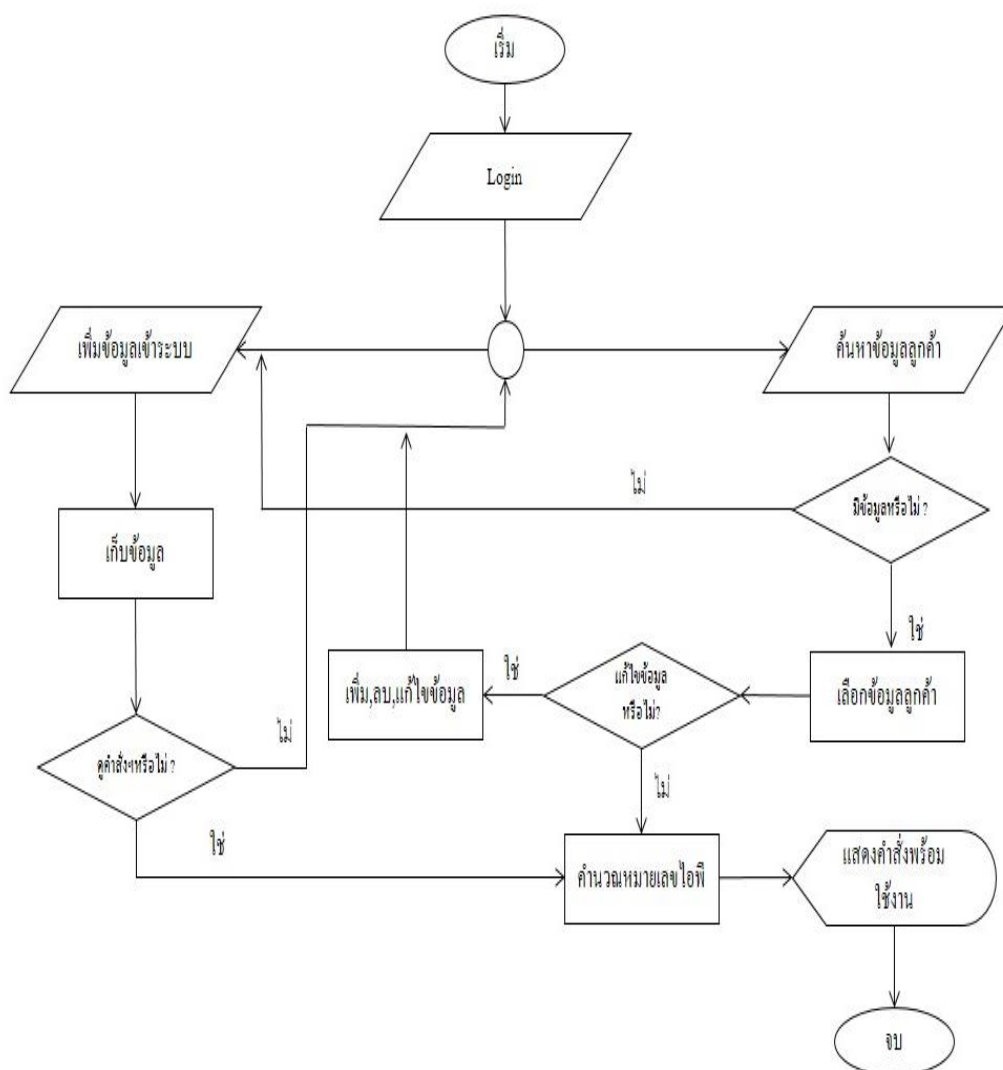 เริ่ม
Login
เพิ่มข้อมูลเข้าระบบ
ค้นหาข้อมูลลูกค้า
ไม่
มีข้อมูลหรือไม่ ?
เก็บข้อมูล
ใช่
เพิ่ม,ลบ,แก้ไขข้อมูล
ใช่
แก้ไขข้อมูล
หรือไม่?
เลือกข้อมูลลูกค้า
ดูคำสั่งฯหรือไม่ ?
ไม่
ไม่
ใช่
คำนวณหมายเลขไอพี
แสดงคำสั่งพร้อม
ใช้งาน
จบ